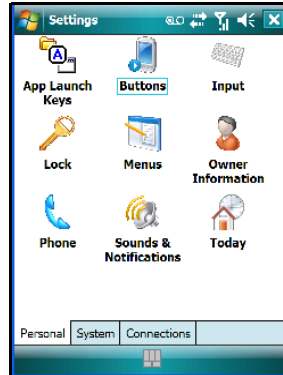 Settings
App Launch Keys
Buttons
Input
Lock
Menus
Owner Information
Phone
Sounds & Notifications
Today
Personal System Connections